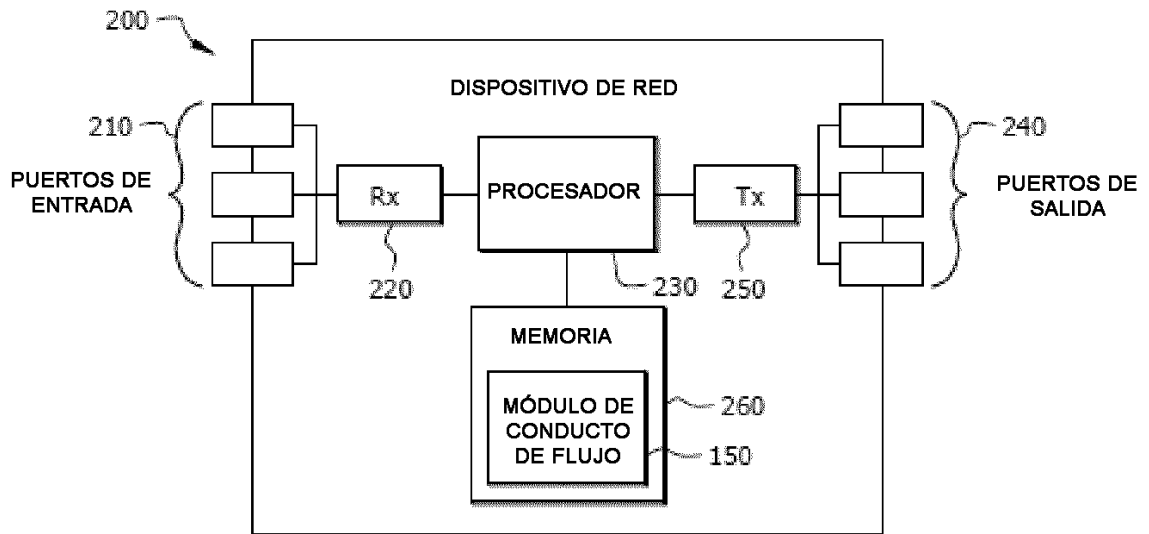 200
DISPOSITIVO DE RED
210
PUERTOS DE
ENTRADA
Rx
220
PROCESADOR
230
Tx
250
240
PUERTOS DE
SALIDA
MEMORIA
260
MÓDULO DE
CONDUCTO
DE FLUJO
150